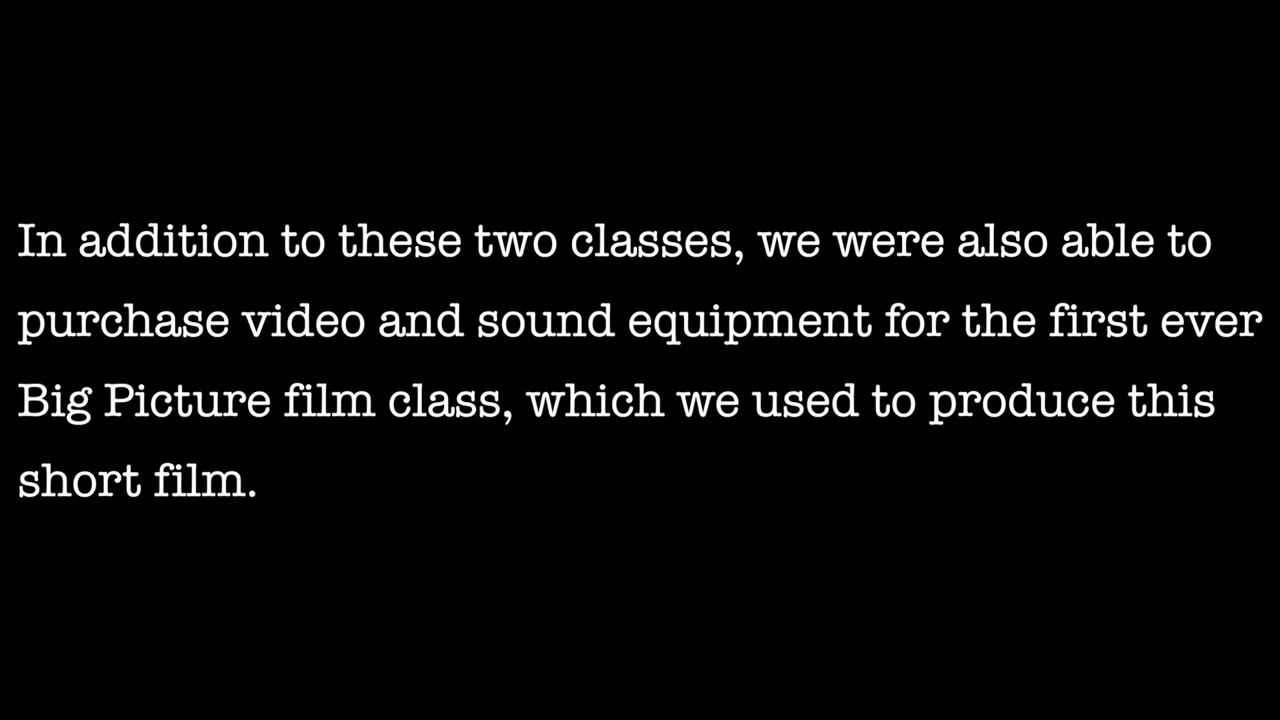 In addition to these two classes, we were also able to
purchase video and sound equipment for the first ever
Big Picture film class, which we used to produce this
short film.